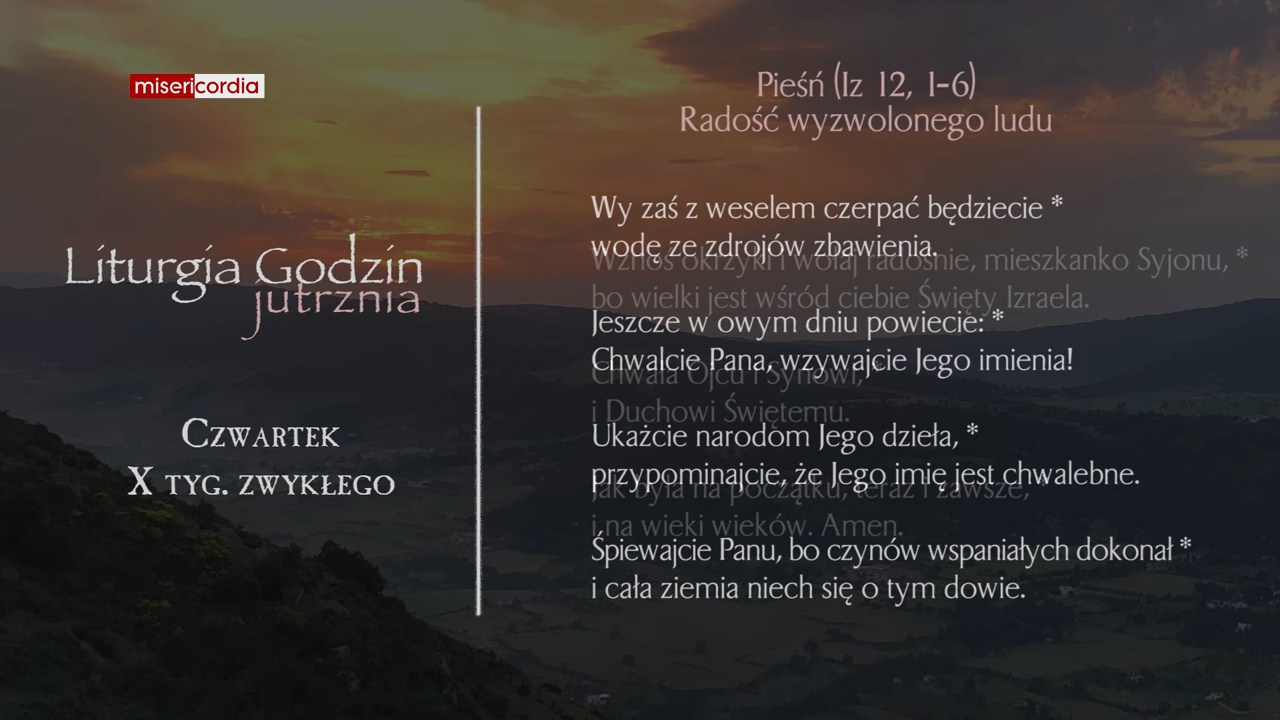 misericordia
Liturgia Godzin
jutrznia
Czwartek
X tyg. zwykłego
Pieśń (Iz 12, 1-6)
Radość wyzwolonego ludu
Wy zaś z weselem czerpać będziecie *
wodę ze zdrojów zbawienia.
Wznoś okrzyki i wołaj radośnie, mieszkanko Syjonu, *
bo wielki jest wśród ciebie Święty Izraela.
Jeszcze w owym dniu powiecie: *
Chwalcie Pana, wzywajcie Jego imienia!
Chwała Ojcu i Synowi, *
i Duchowi Świętemu.
Ukażcie narodom Jego dzieła, *
przypominajcie, że Jego imię jest chwalebne.
Jak była na początku, teraz i zawsze,
i na wieki wieków. Amen.
Śpiewajcie Panu, bo czynów wspaniałych dokonał *
i cała ziemia niech się o tym dowie.